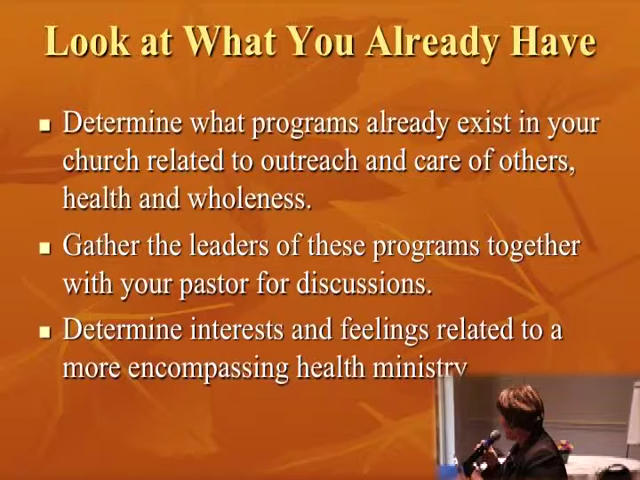 Look at What You Already Have
Determine what programs already exist in your
church related to outreach and care of others,
health and wholeness.
Gather the leaders of these programs together
with your pastor for discussions.
Determine interests and feelings related to a
more encompassing health ministry